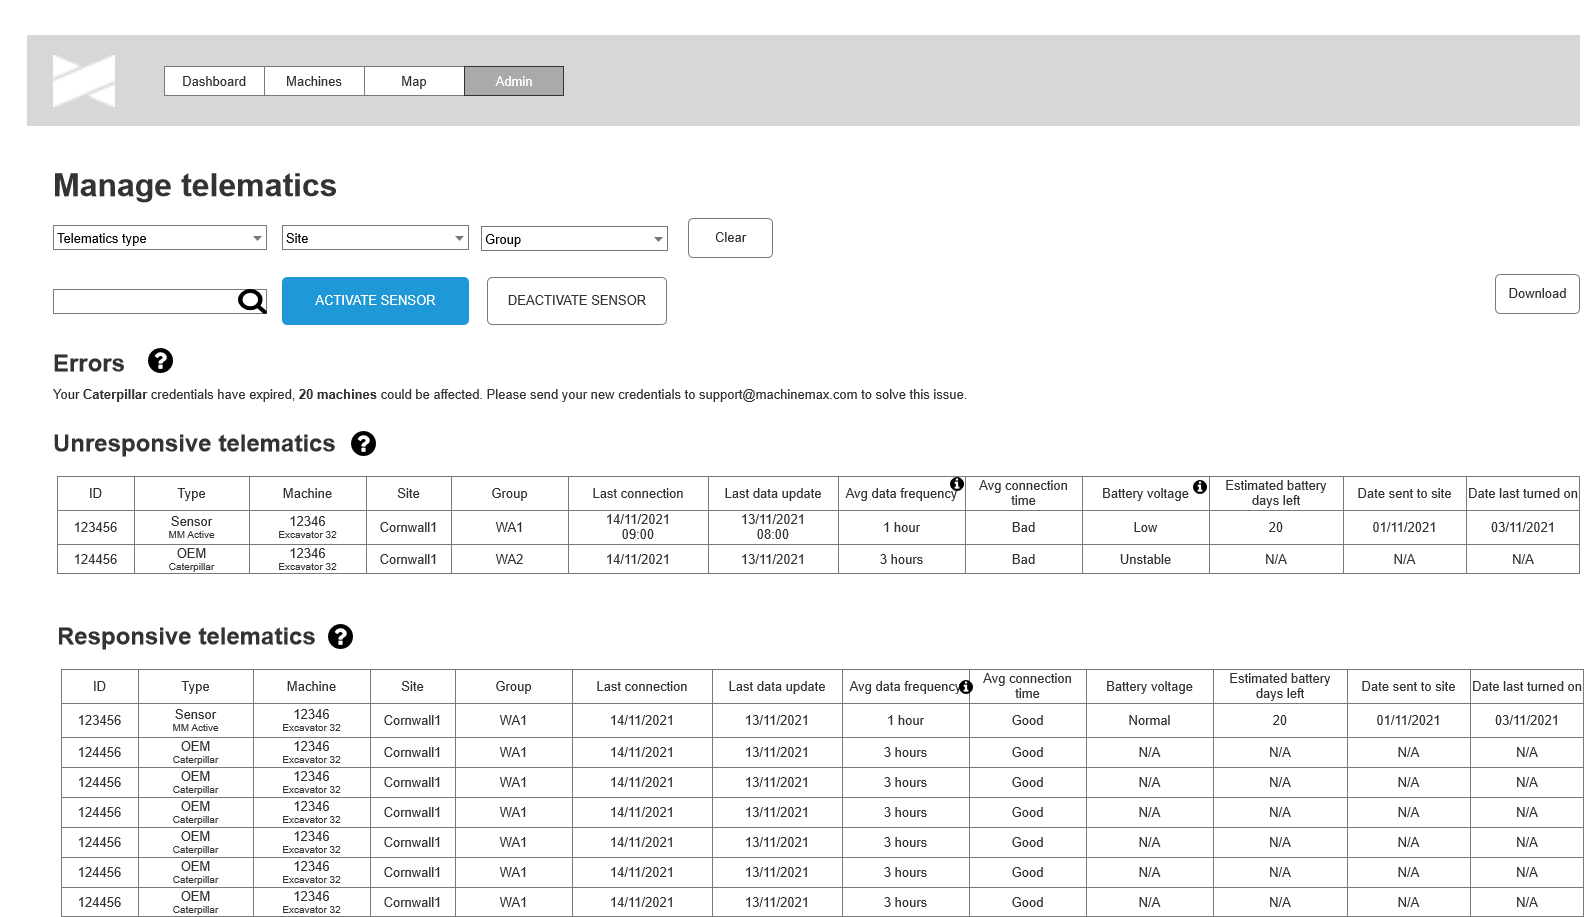 Dashboard Machines Map Admin
Manage telematics
Telematics type Site Group Clear
ACTIVATE SENSOR DEACTIVATE SENSOR Download
Errors ?
Your Caterpillar credentials have expired, 20 machines could be affected. Please send your new credentials to support@machinemax.com to solve this issue.
Unresponsive telematics ?
ID Type Machine Site Group Last connection Last data update Avg data frequency i Avg connection time Battery voltage i Estimated battery days left Date sent to site Date last turned on
123456 Sensor MM Active 12346 Excavator 32 Cornwall1 WA1 14/11/2021 09:00 13/11/2021 08:00 1 hour Bad Low 20 01/11/2021 03/11/2021
124456 OEM Caterpillar 12346 Excavator 32 Cornwall1 WA2 14/11/2021 13/11/2021 3 hours Bad Unstable N/A N/A N/A
Responsive telematics ?
ID Type Machine Site Group Last connection Last data update Avg data frequency i Avg connection time Battery voltage Estimated battery days left Date sent to site Date last turned on
123456 Sensor MM Active 12346 Excavator 32 Cornwall1 WA1 14/11/2021 13/11/2021 1 hour Good Normal 20 01/11/2021 03/11/2021
124456 OEM Caterpillar 12346 Excavator 32 Cornwall1 WA1 14/11/2021 13/11/2021 3 hours Good N/A N/A N/A N/A
124456 OEM Caterpillar 12346 Excavator 32 Cornwall1 WA1 14/11/2021 13/11/2021 3 hours Good N/A N/A N/A N/A
124456 OEM Caterpillar 12346 Excavator 32 Cornwall1 WA1 14/11/2021 13/11/2021 3 hours Good N/A N/A N/A N/A
124456 OEM Caterpillar 12346 Excavator 32 Cornwall1 WA1 14/11/2021 13/11/2021 3 hours Good N/A N/A N/A N/A
124456 OEM Caterpillar 12346 Excavator 32 Cornwall1 WA1 14/11/2021 13/11/2021 3 hours Good N/A N/A N/A N/A
124456 OEM Caterpillar 12346 Excavator 32 Cornwall1 WA1 14/11/2021 13/11/2021 3 hours Good N/A N/A N/A N/A